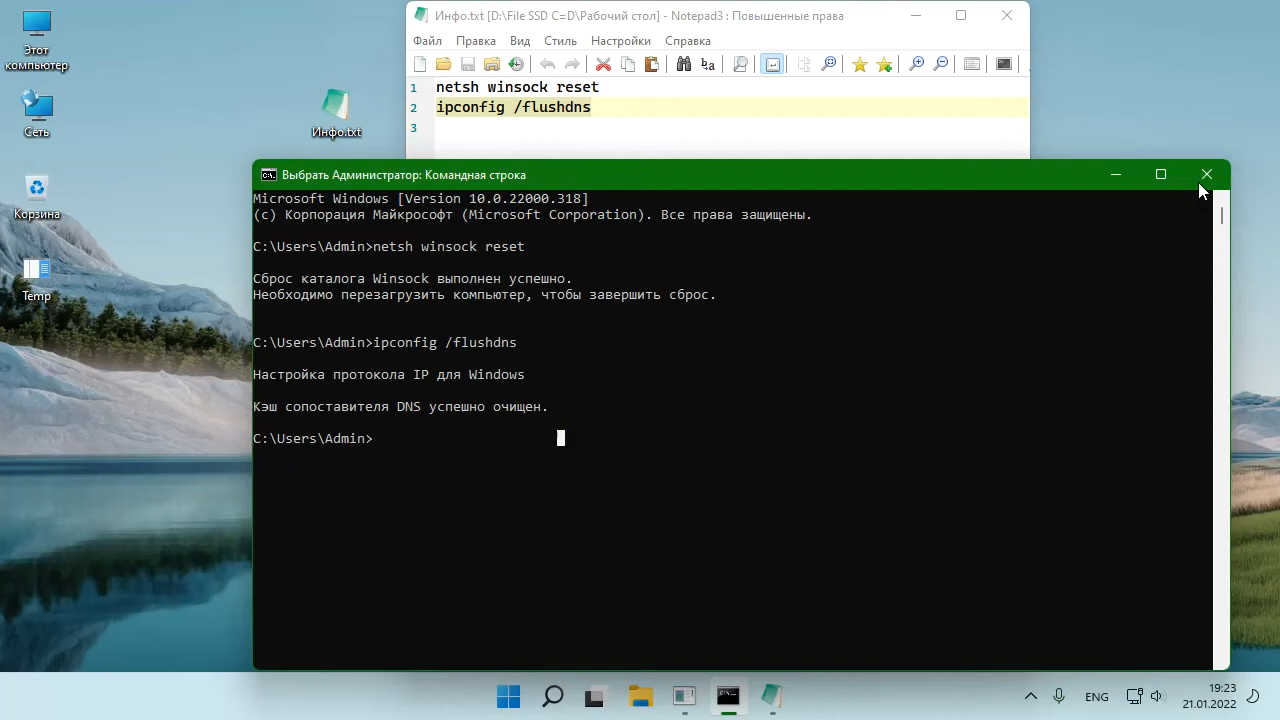 Этот
компьютер
Сеть
Корзина
Temp
Инфо.txt
Инфо.txt [D:\File SSD C=D\Рабочий стол] - Notepad3 : Повышенные права
Файл Правка Вид Стиль Настройки Справка
1 netsh winsock reset
2 ipconfig /flushdns
3
Выбрать Администратор: Командная строка
Microsoft Windows [Version 10.0.22000.318]
(c) Корпорация Майкрософт (Microsoft Corporation). Все права защищены.
C:\Users\Admin>netsh winsock reset
Сброс каталога Winsock выполнен успешно.
Необходимо перезагрузить компьютер, чтобы завершить сброс.
C:\Users\Admin>ipconfig /flushdns
Настройка протокола IP для Windows
Кэш сопоставителя DNS успешно очищен.
C:\Users\Admin>
ENG
19:23
21.01.2022